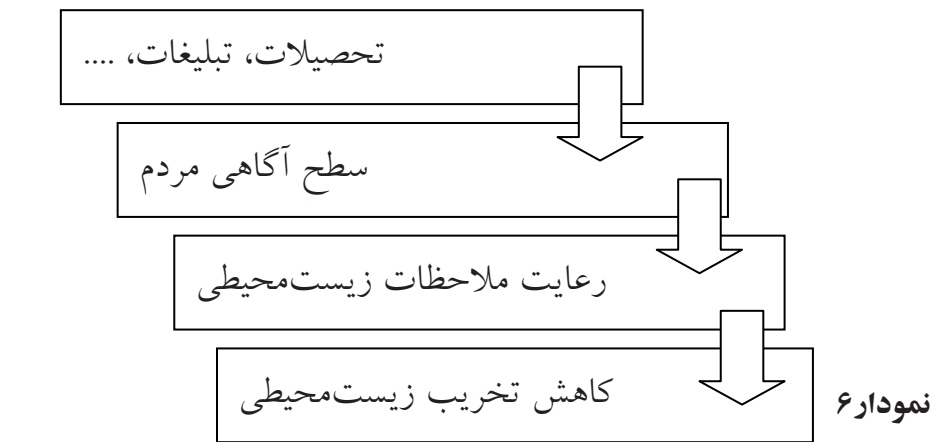 تحصیلات، تبلیغات، ....
سطح آگاهی مردم
رعایت ملاحظات زیست‌محیطی
کاهش تخریب زیست‌محیطی
نمودار۶